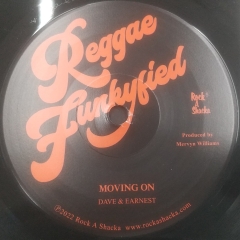 Reggae
Funkyfied
Rock A Shacka
Produced by
Mervyn Williams
MOVING ON
DAVE & EARNEST
℗2022 Rock A Shacka www.rockashacka.com